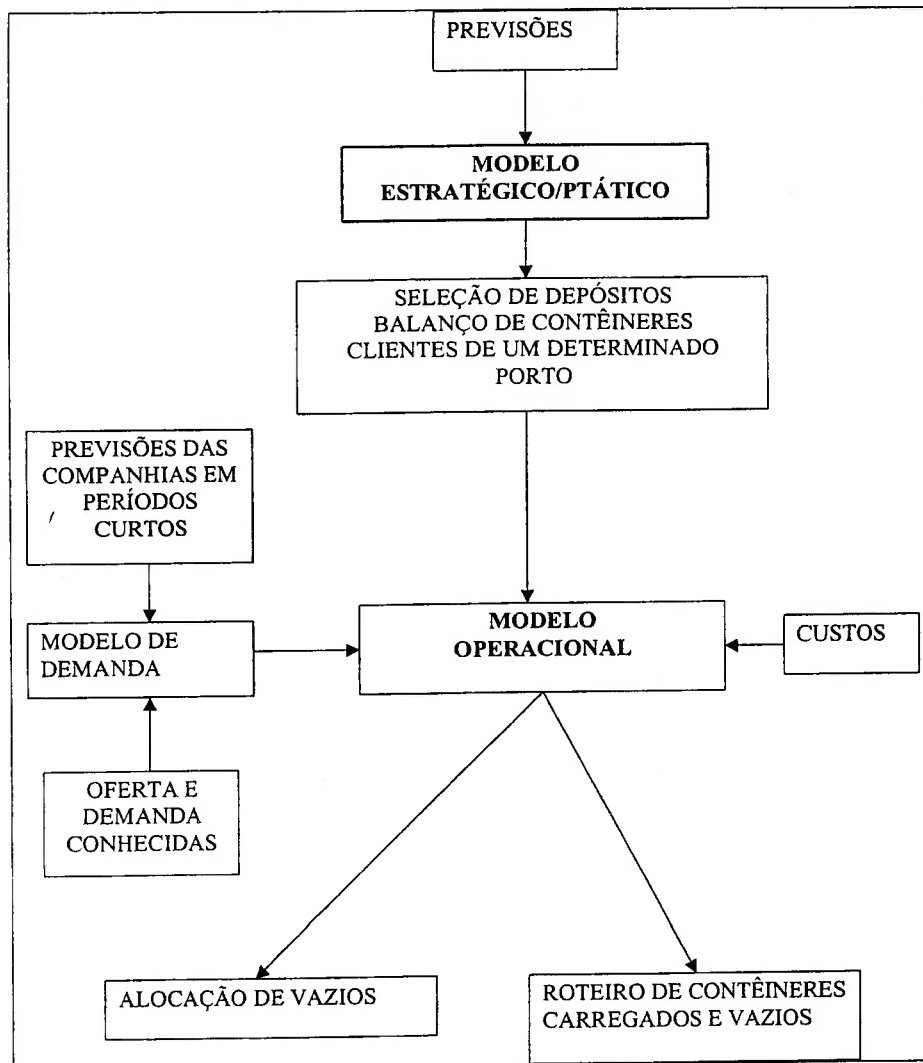 PREVISÕES
MODELO
ESTRATÉGICO/PTÁTICO
SELEÇÃO DE DEPÓSITOS
BALANÇO DE CONTÊINERES
CLIENTES DE UM DETERMINADO
PORTO
PREVISÕES DAS
COMPANHIAS EM
PERÍODOS
CURTOS
MODELO DE
DEMANDA
MODELO
OPERACIONAL
CUSTOS
OFERTA E
DEMANDA
CONHECIDAS
ALOCAÇÃO DE VAZIOS
ROTEIRO DE CONTÊINERES
CARREGADOS E VAZIOS